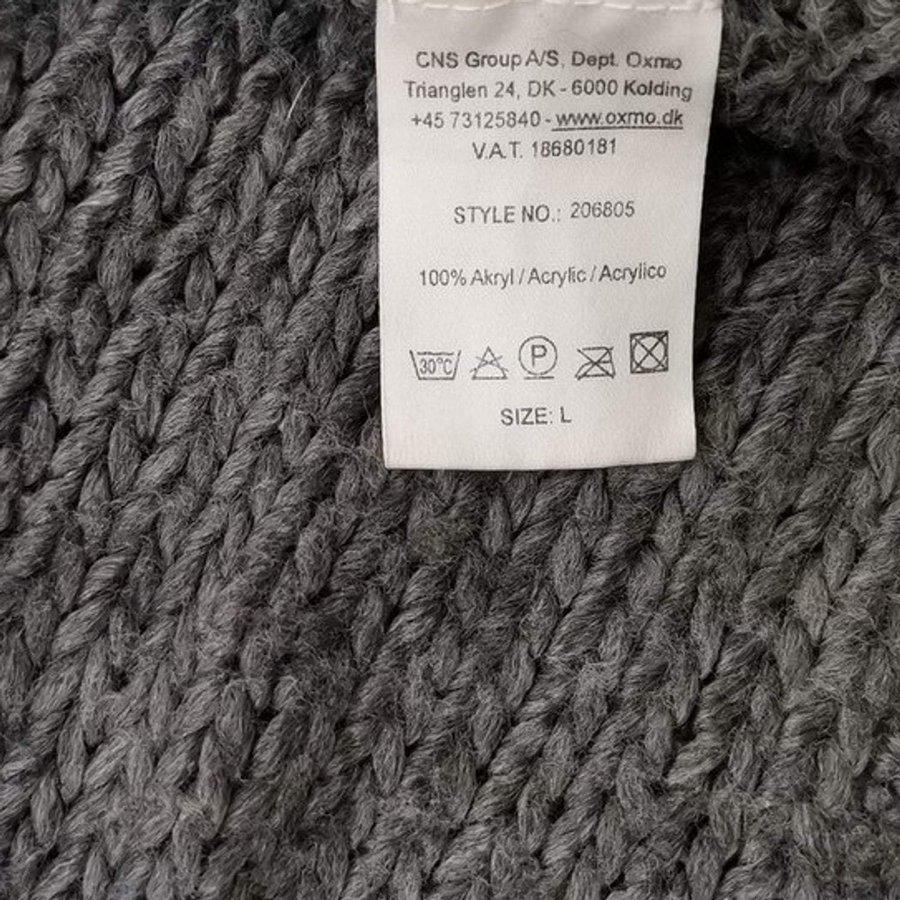 CNS Group A/S, Dept. Oxmo
Trianglen 24, DK - 6000 Kolding
+45 73125840 - www.oxmo.dk
V.A.T. 18680181
STYLE NO.: 206805
100% Akryl / Acrylic / Acrylico
30°C P
SIZE: L